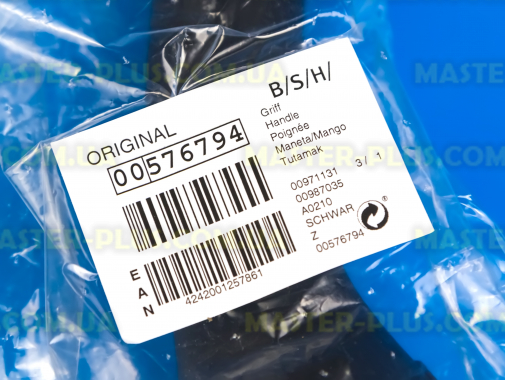 ORIGINAL
00576794
B/S/H/
Griff
Handle
Poignée
Maneta/Mango
Tutamak
00971131 3 / 1
00987035
A0210
SCHWAR
Z
00576794
®
EAN
4242001257861
MASTER-PLUS.COM.UA